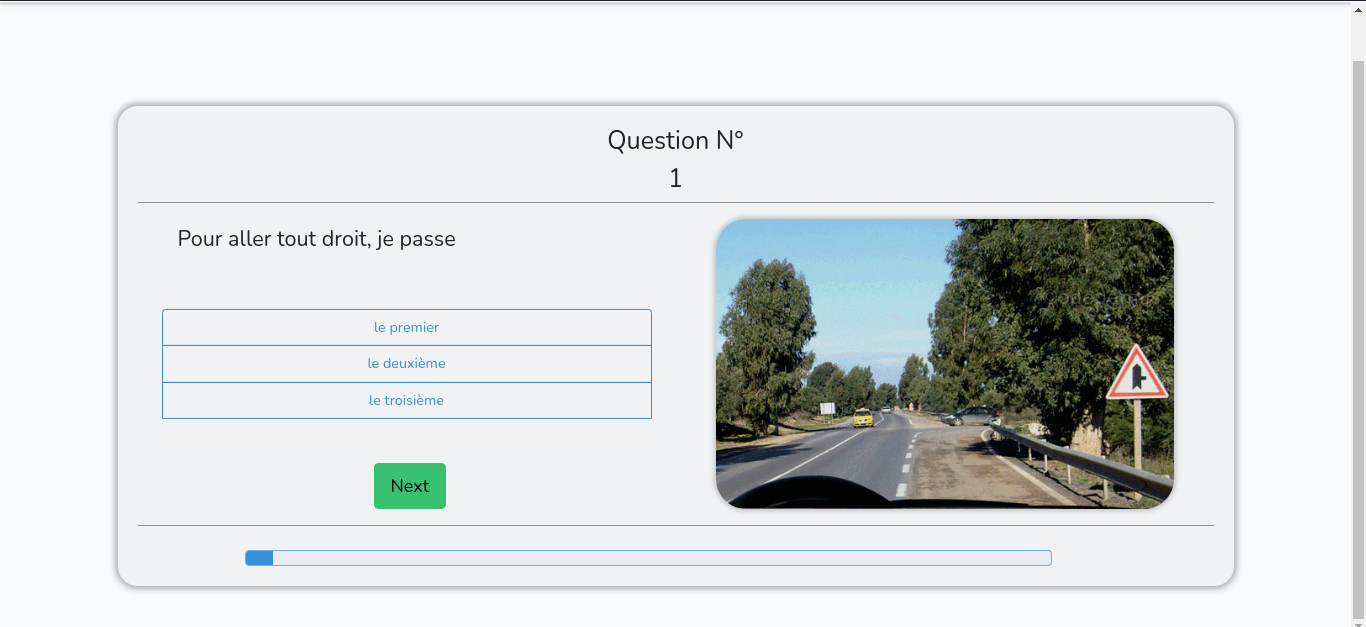 Question N°
1
Pour aller tout droit, je passe
le premier
le deuxième
le troisième
Next